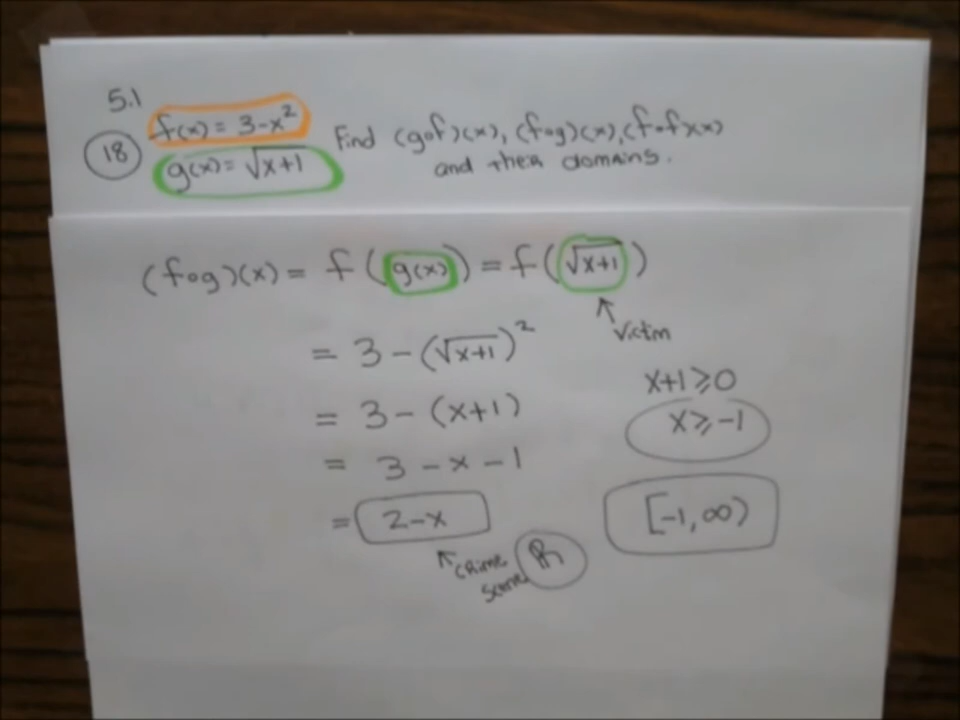 5.1
18 f(x) = 3-x² Find (g∘f)(x), (f∘g)(x), (f∘f)(x)
g(x) = √x+1 and their domains.
(f∘g)(x) = f(g(x)) = f(√x+1)
victim
= 3 - (√x+1)²
x+1 ≥ 0
= 3 - (x+1)
x ≥ -1
= 3 - x - 1
= 2-x
[-1, ∞)
crime scene ℝ